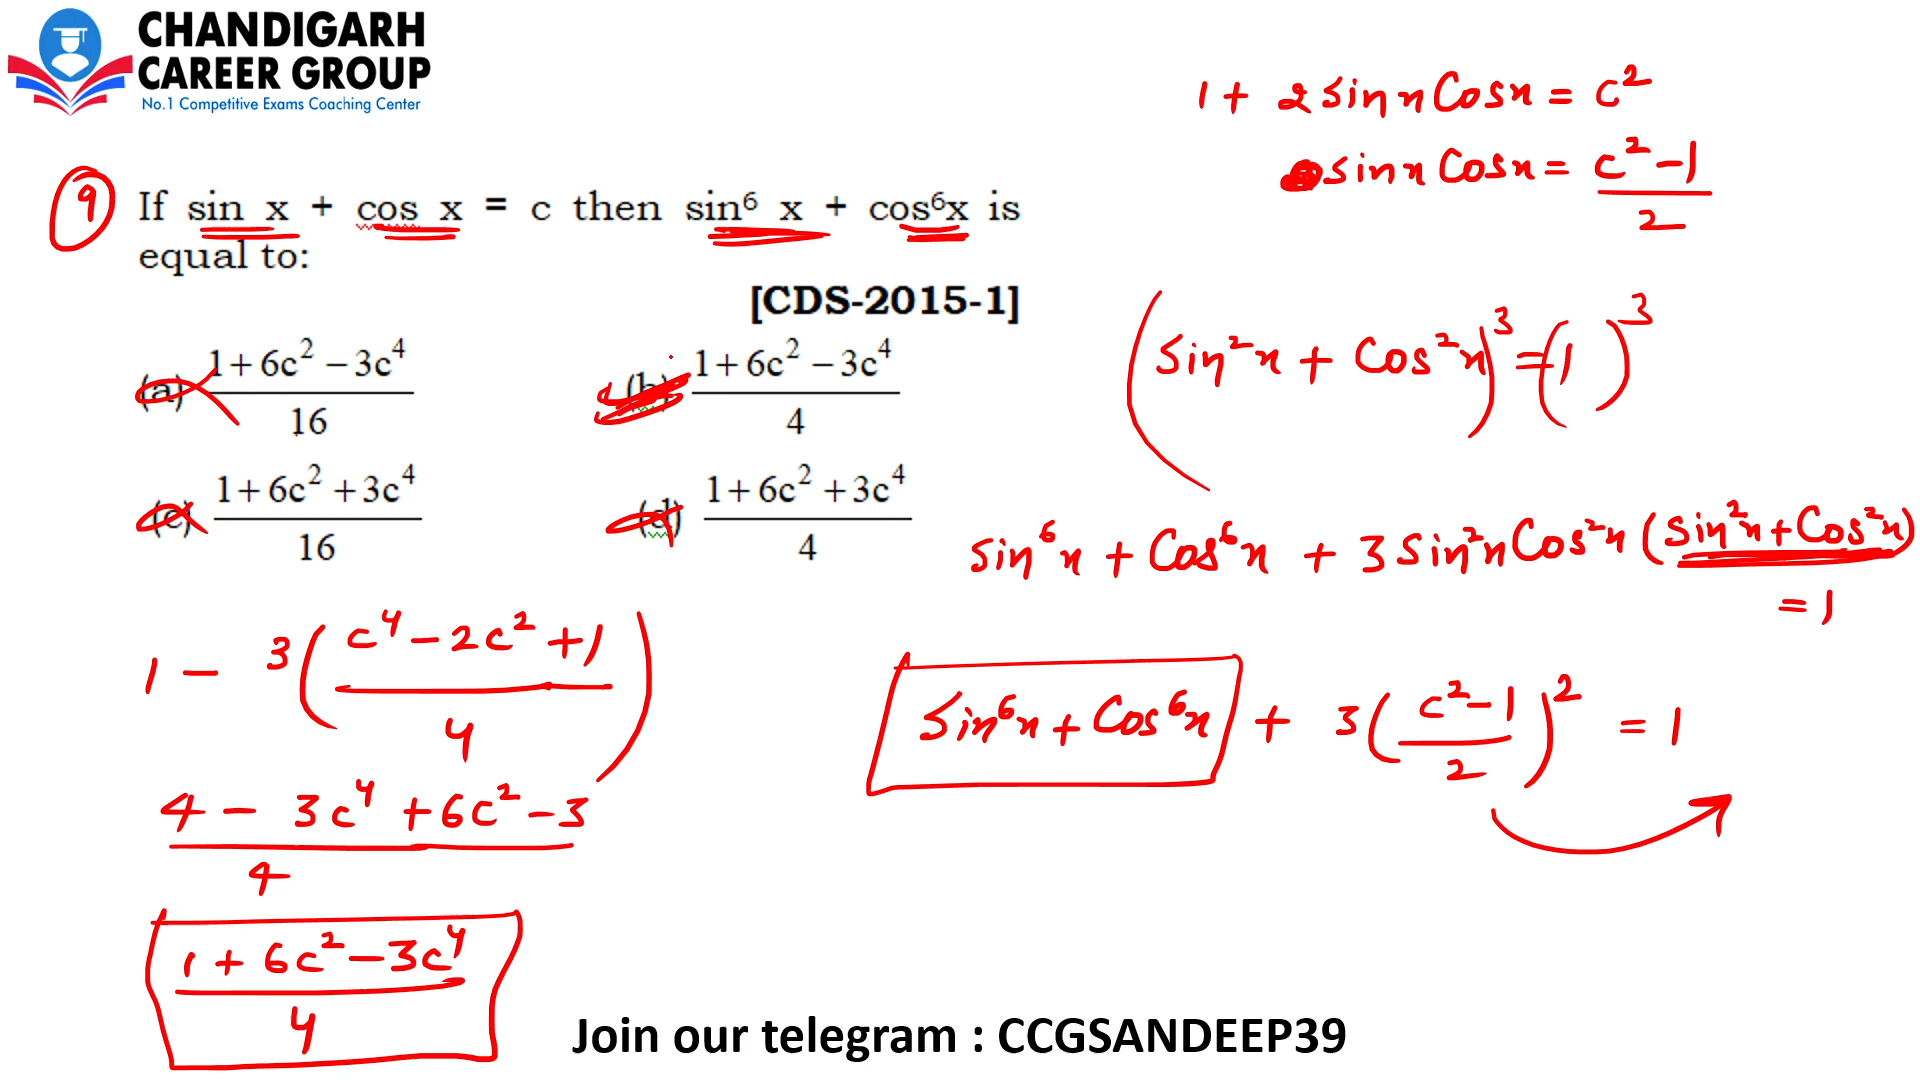 CHANDIGARH
CAREER GROUP
No.1 Competitive Exams Coaching Center
9 If sin x + cos x = c then sin⁶ x + cos⁶x is
equal to:
[CDS-2015-1]
(a) (1+6c² −3c⁴)/16 (b) (1+6c² −3c⁴)/4
(c) (1+6c² +3c⁴)/16 (d) (1+6c² +3c⁴)/4
1 − 3((c⁴ − 2c² + 1)/4)
(4 − 3c⁴ + 6c² − 3)/4
(1 + 6c² − 3c⁴)/4
1 + 2 sin x Cos x = c²
sin x Cos x = (c² − 1)/2
(sin²x + Cos²x)³ = (1)³
sin⁶x + Cos⁶x + 3 sin²x Cos²x (sin²x + Cos²x)
= 1
sin⁶x + Cos⁶x + 3((c² − 1)/2)² = 1
Join our telegram : CCGSANDEEP39